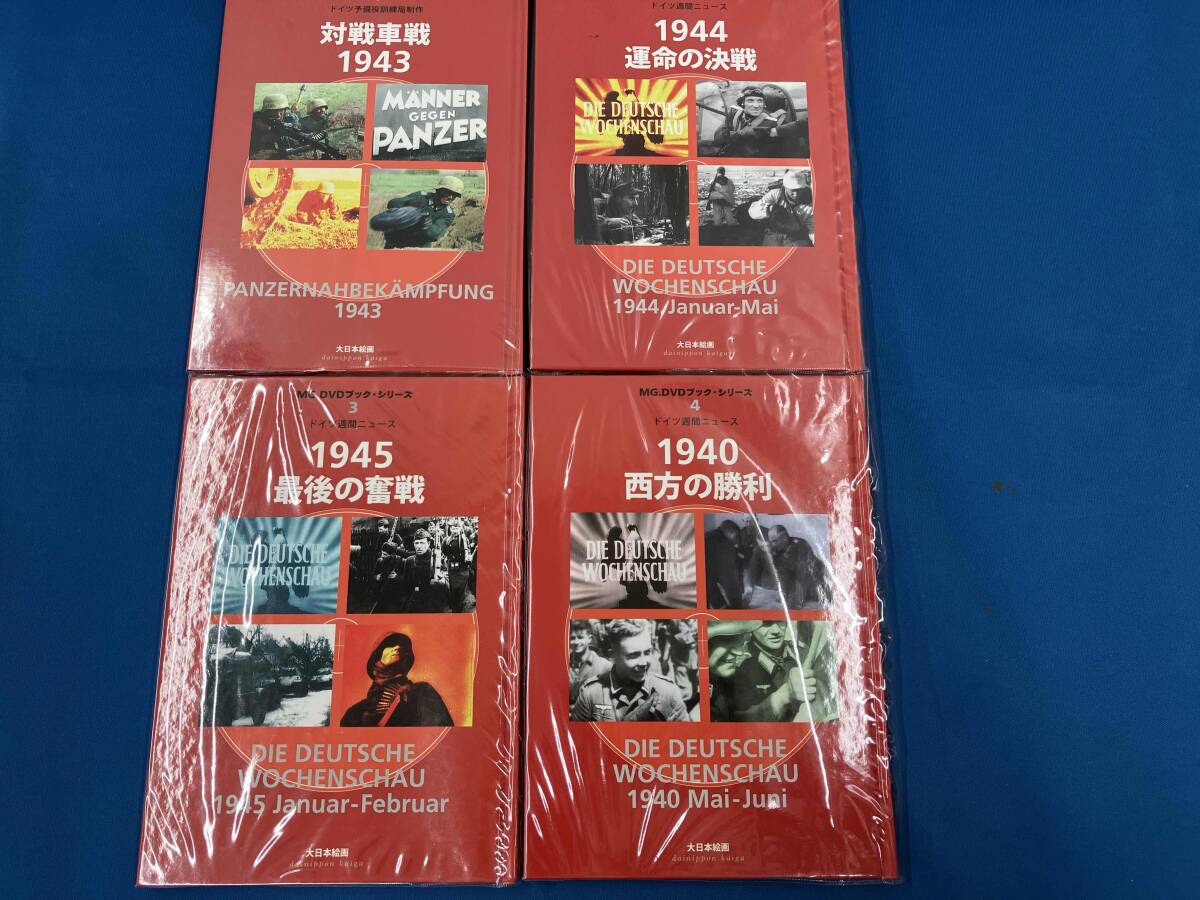 ドイツ予備役訓練局制作
対戦車戦
1943
MÄNNER
GEGEN
PANZER
PANZERNAHBEKÄMPFUNG
1943
大日本絵画
dainippon kaiga
ドイツ週間ニュース
1944
運命の決戦
DIE DEUTSCHE
WOCHENSCHAU
DIE DEUTSCHE
WOCHENSCHAU
1944 Januar-Mai
大日本絵画
dainippon kaiga
MG.DVDブック・シリーズ
3
ドイツ週間ニュース
1945
最後の奮戦
DIE DEUTSCHE
WOCHENSCHAU
DIE DEUTSCHE
WOCHENSCHAU
1945 Januar-Februar
大日本絵画
dainippon kaiga
MG.DVDブック・シリーズ
4
ドイツ週間ニュース
1940
西方の勝利
DIE DEUTSCHE
WOCHENSCHAU
DIE DEUTSCHE
WOCHENSCHAU
1940 Mai-Juni
大日本絵画
dainippon kaiga